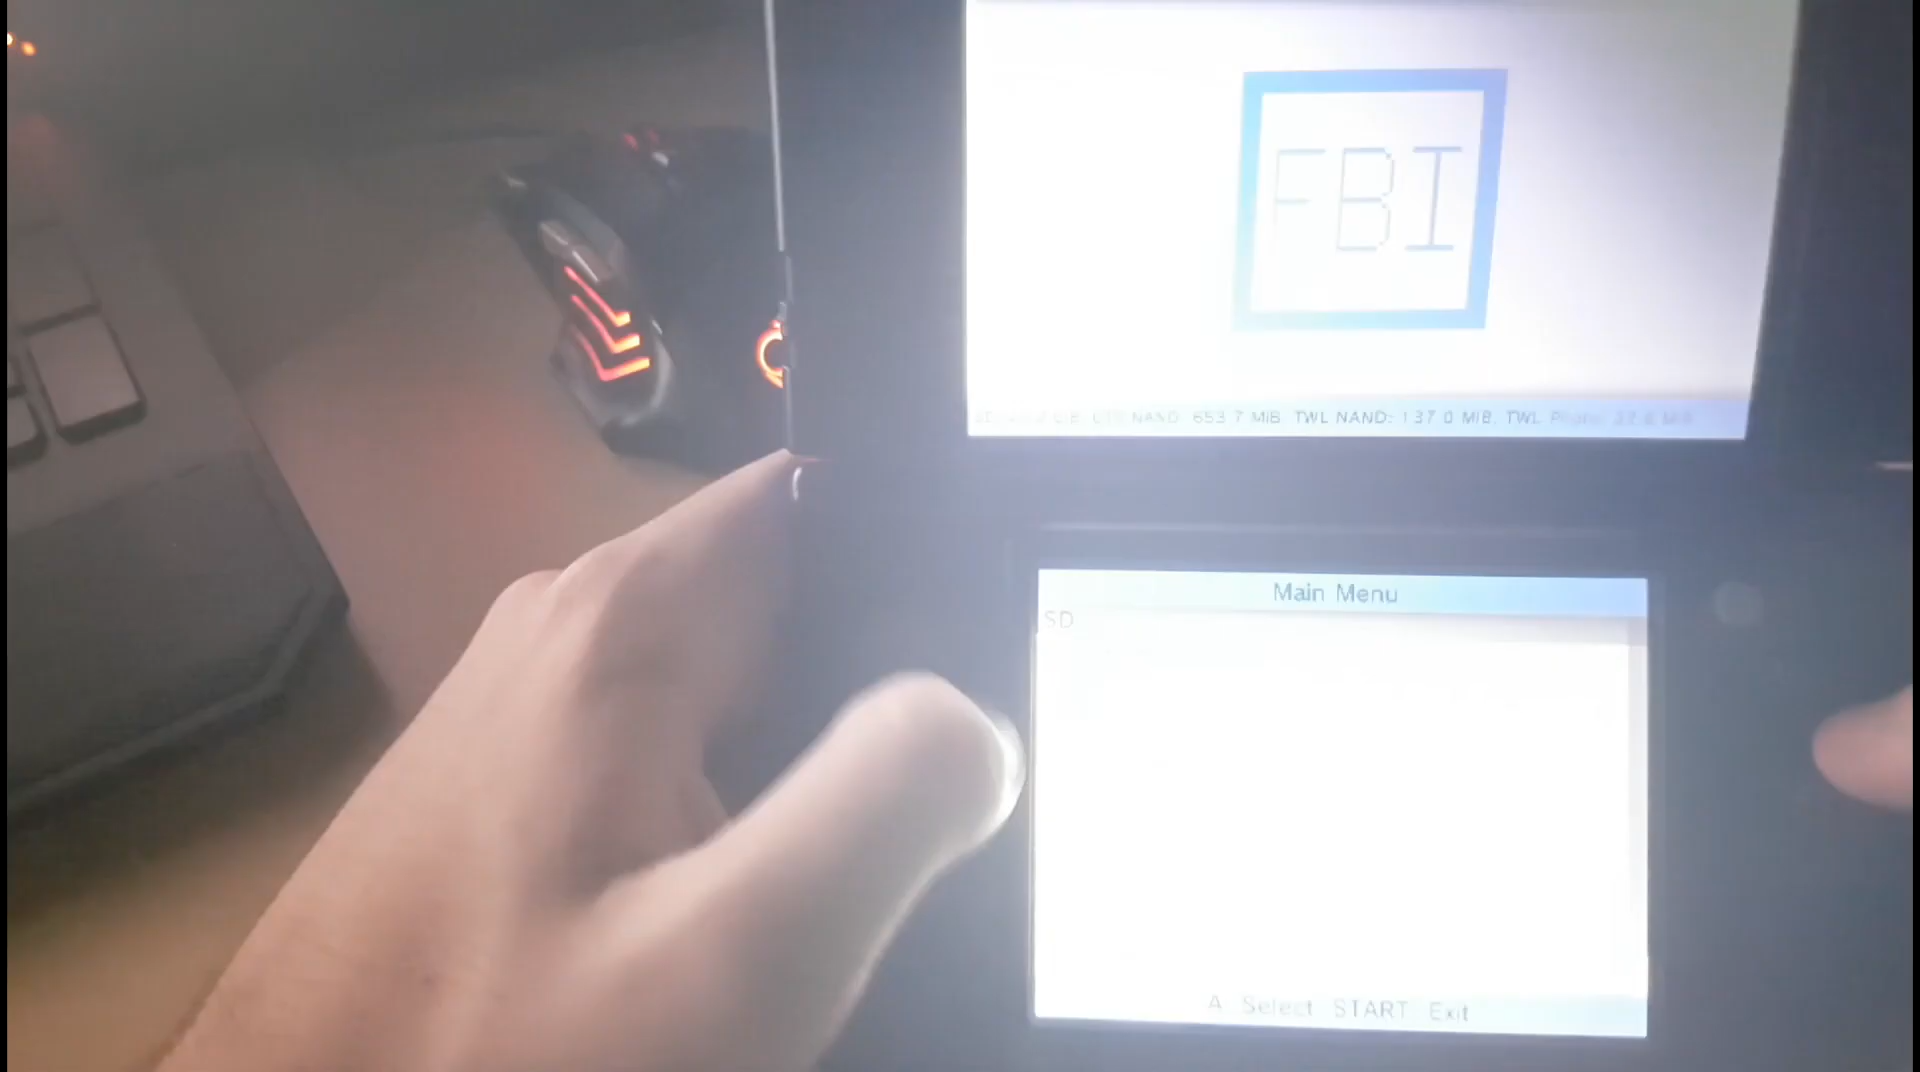 FBI
NAND: 653.7 MiB, TWL NAND: 137.0 MiB, TWL
Main Menu
SD
A: Select START: Exit